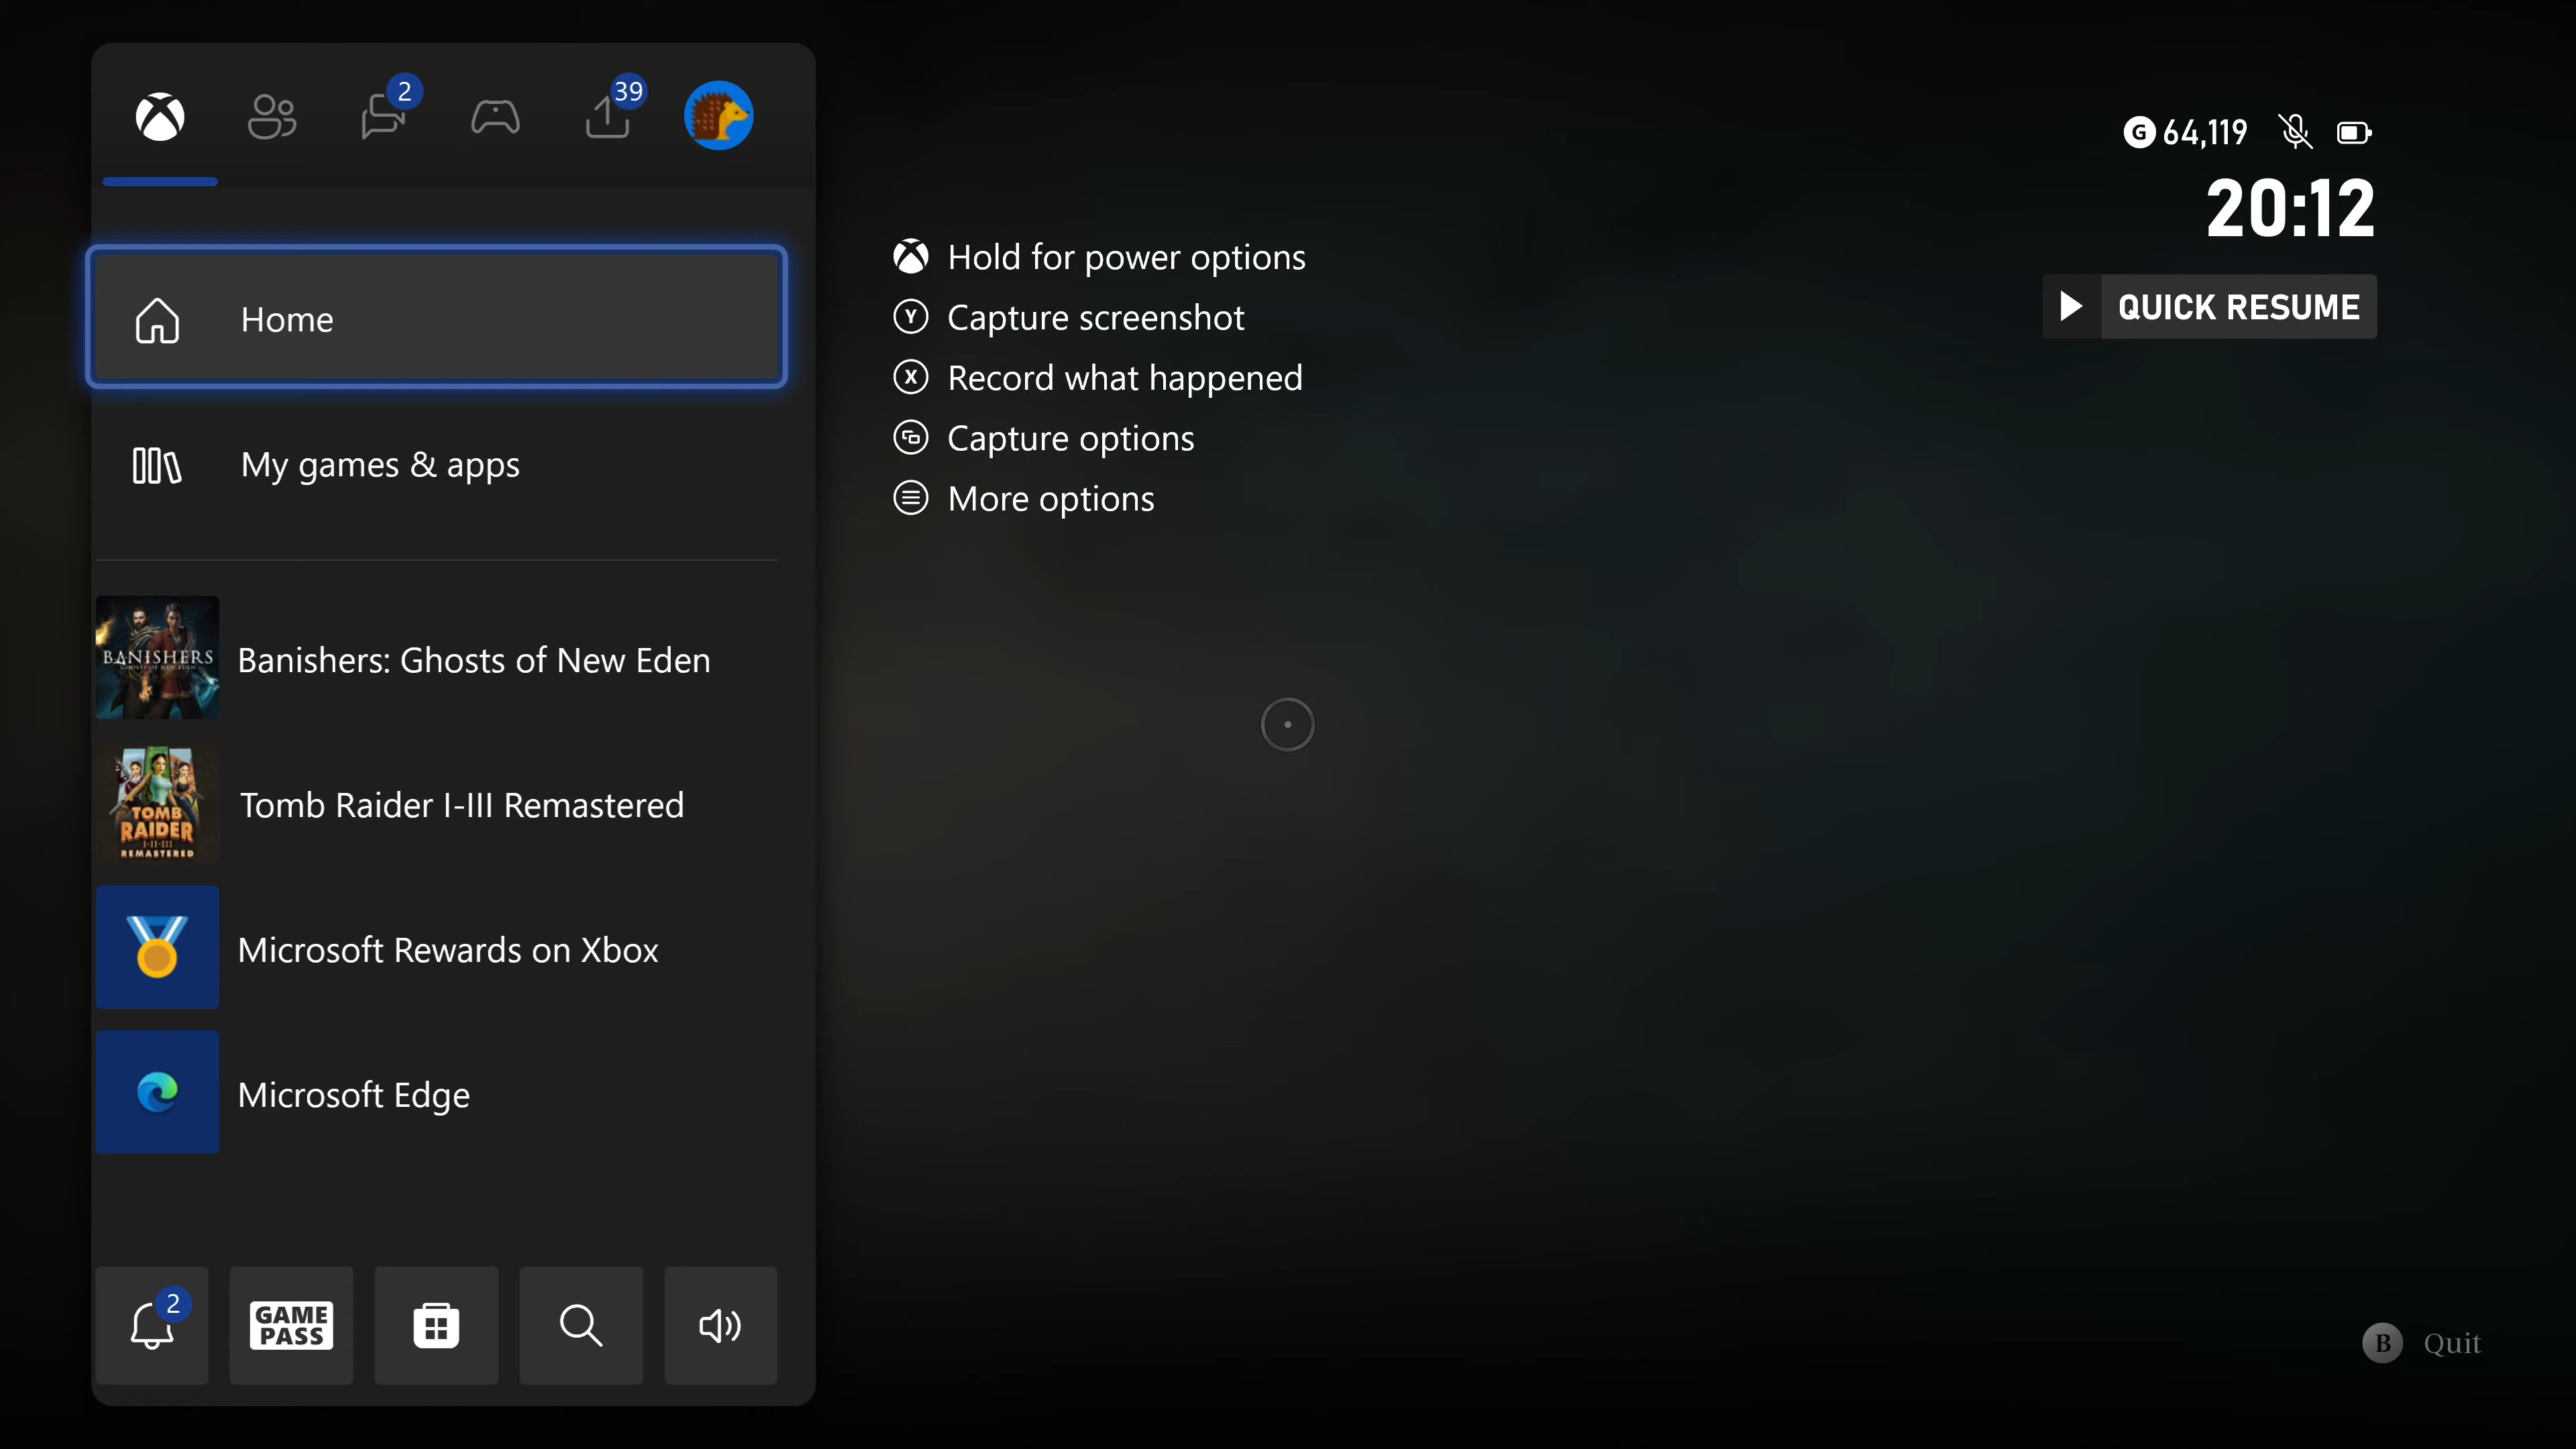 2
39
G 64,119
20:12
QUICK RESUME
Home
My games & apps
Hold for power options
Y Capture screenshot
X Record what happened
Capture options
More options
BANISHERS
Banishers: Ghosts of New Eden
TOMB
RAIDER
I-II-III
REMASTERED
Tomb Raider I-III Remastered
Microsoft Rewards on Xbox
Microsoft Edge
2
GAME
PASS
B Quit